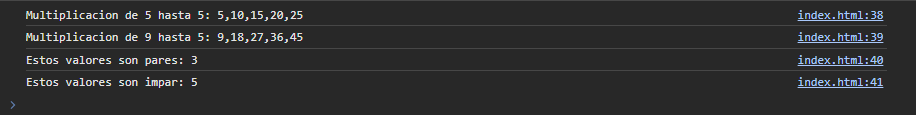 Multiplicacion de 5 hasta 5: 5,10,15,20,25 index.html:38
Multiplicacion de 9 hasta 5: 9,18,27,36,45 index.html:39
Estos valores son pares: 3 index.html:40
Estos valores son impar: 5 index.html:41
>